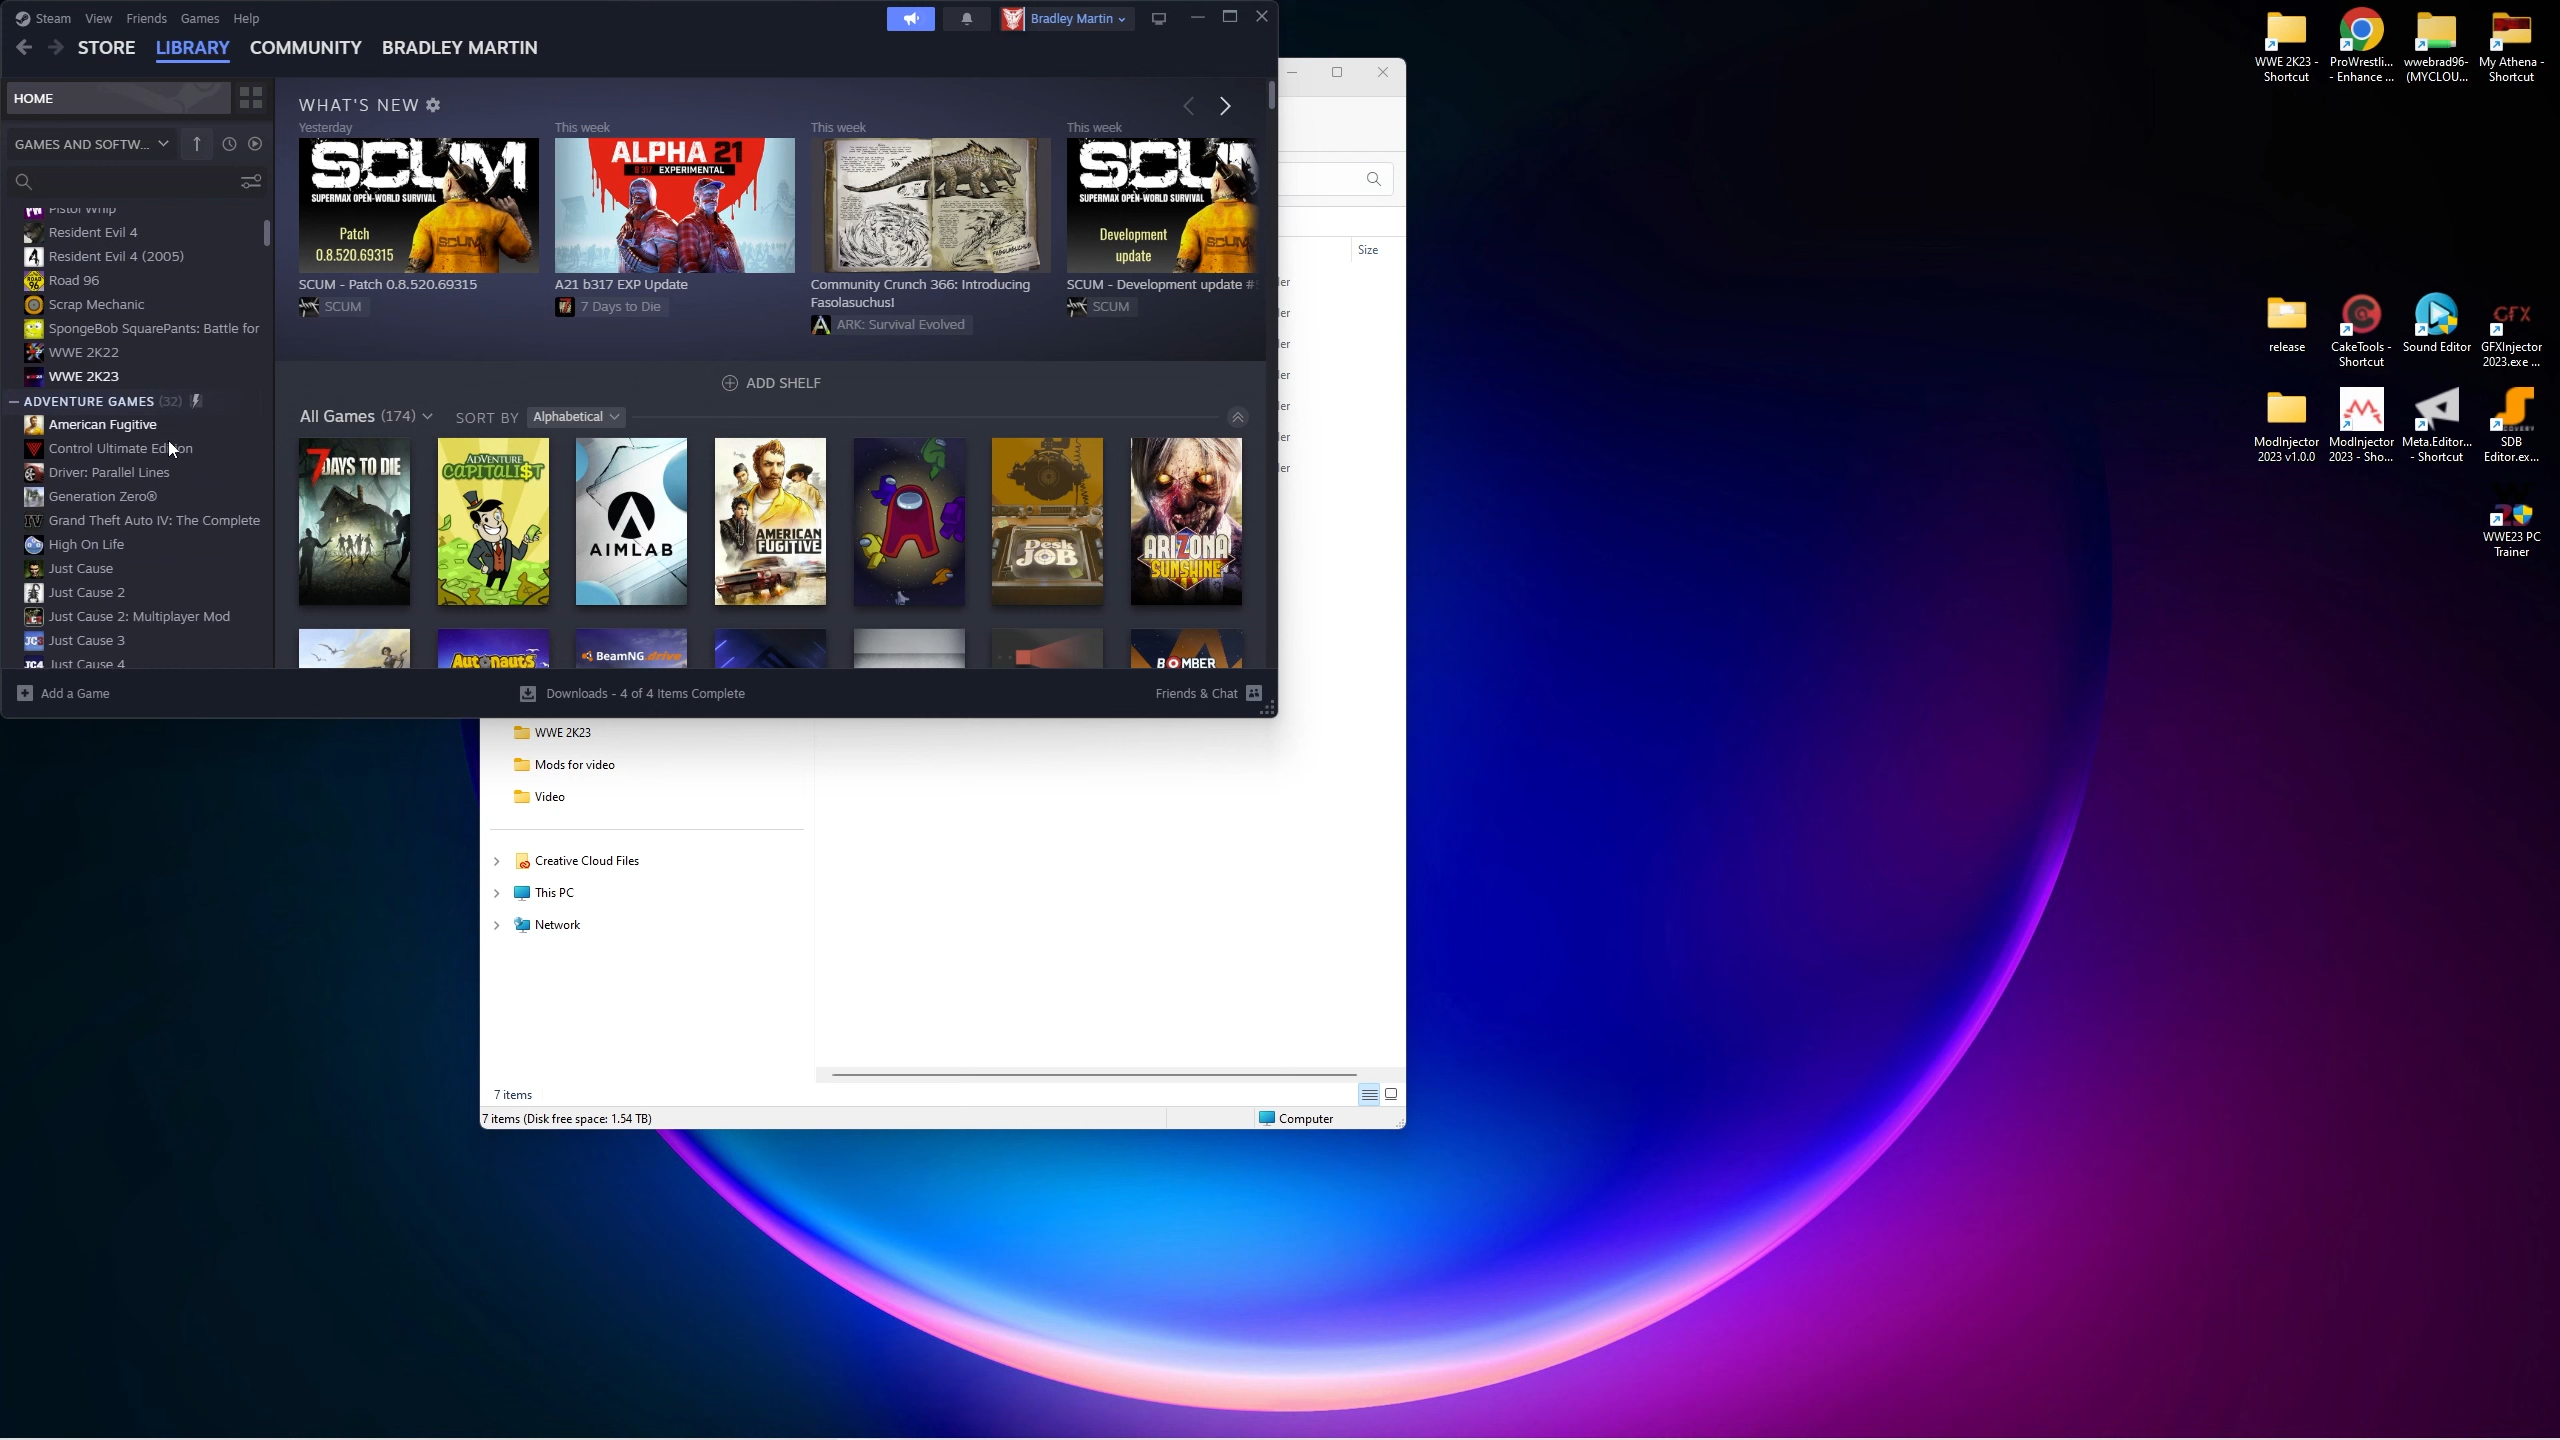 Steam View Friends Games Help
Bradley Martin
STORE LIBRARY COMMUNITY BRADLEY MARTIN
HOME
GAMES AND SOFTW...
Pistol Whip
Resident Evil 4
Resident Evil 4 (2005)
Road 96
Scrap Mechanic
SpongeBob SquarePants: Battle for
WWE 2K22
WWE 2K23
ADVENTURE GAMES (32)
American Fugitive
Control Ultimate Edition
Driver: Parallel Lines
Generation Zero®
Grand Theft Auto IV: The Complete
High On Life
Just Cause
Just Cause 2
Just Cause 2: Multiplayer Mod
Just Cause 3
Just Cause 4
WHAT'S NEW
Yesterday
SCUM
SUPERMAX OPEN-WORLD SURVIVAL
Patch
0.8.520.69315
SCUM - Patch 0.8.520.69315
SCUM
This week
ALPHA 21
B 317 EXPERIMENTAL
A21 b317 EXP Update
7 Days to Die
This week
Community Crunch 366: Introducing
Fasolasuchus!
ARK: Survival Evolved
This week
SUPERMAX OPEN-WORLD SURVIVAL
Development
update
SCUM - Development update #
SCUM
ADD SHELF
All Games (174) SORT BY Alphabetical
7 DAYS TO DIE
ADVENTURE
CAPITALI$T
AIMLAB
AMERICAN
FUGITIVE
Desk
JOB
ARIZONA
SUNSHINE
Autonauts
BeamNG.drive
BOMBER
Add a Game
Downloads - 4 of 4 Items Complete
Friends & Chat
Size
der
der
der
der
der
der
der
WWE 2K23
Mods for video
Video
Creative Cloud Files
This PC
Network
7 items
7 items (Disk free space: 1.54 TB)
Computer
WWE 2K23 -
Shortcut
ProWrestli...
- Enhance ...
wwebrad96-
(MYCLOU...
My Athena -
Shortcut
release
CakeTools -
Shortcut
Sound Editor
GFX
GFXInjector
2023.exe ...
ModInjector
2023 v1.0.0
ModInjector
2023 - Sho...
Meta.Editor...
- Shortcut
SDB
Editor.ex...
WWE23 PC
Trainer